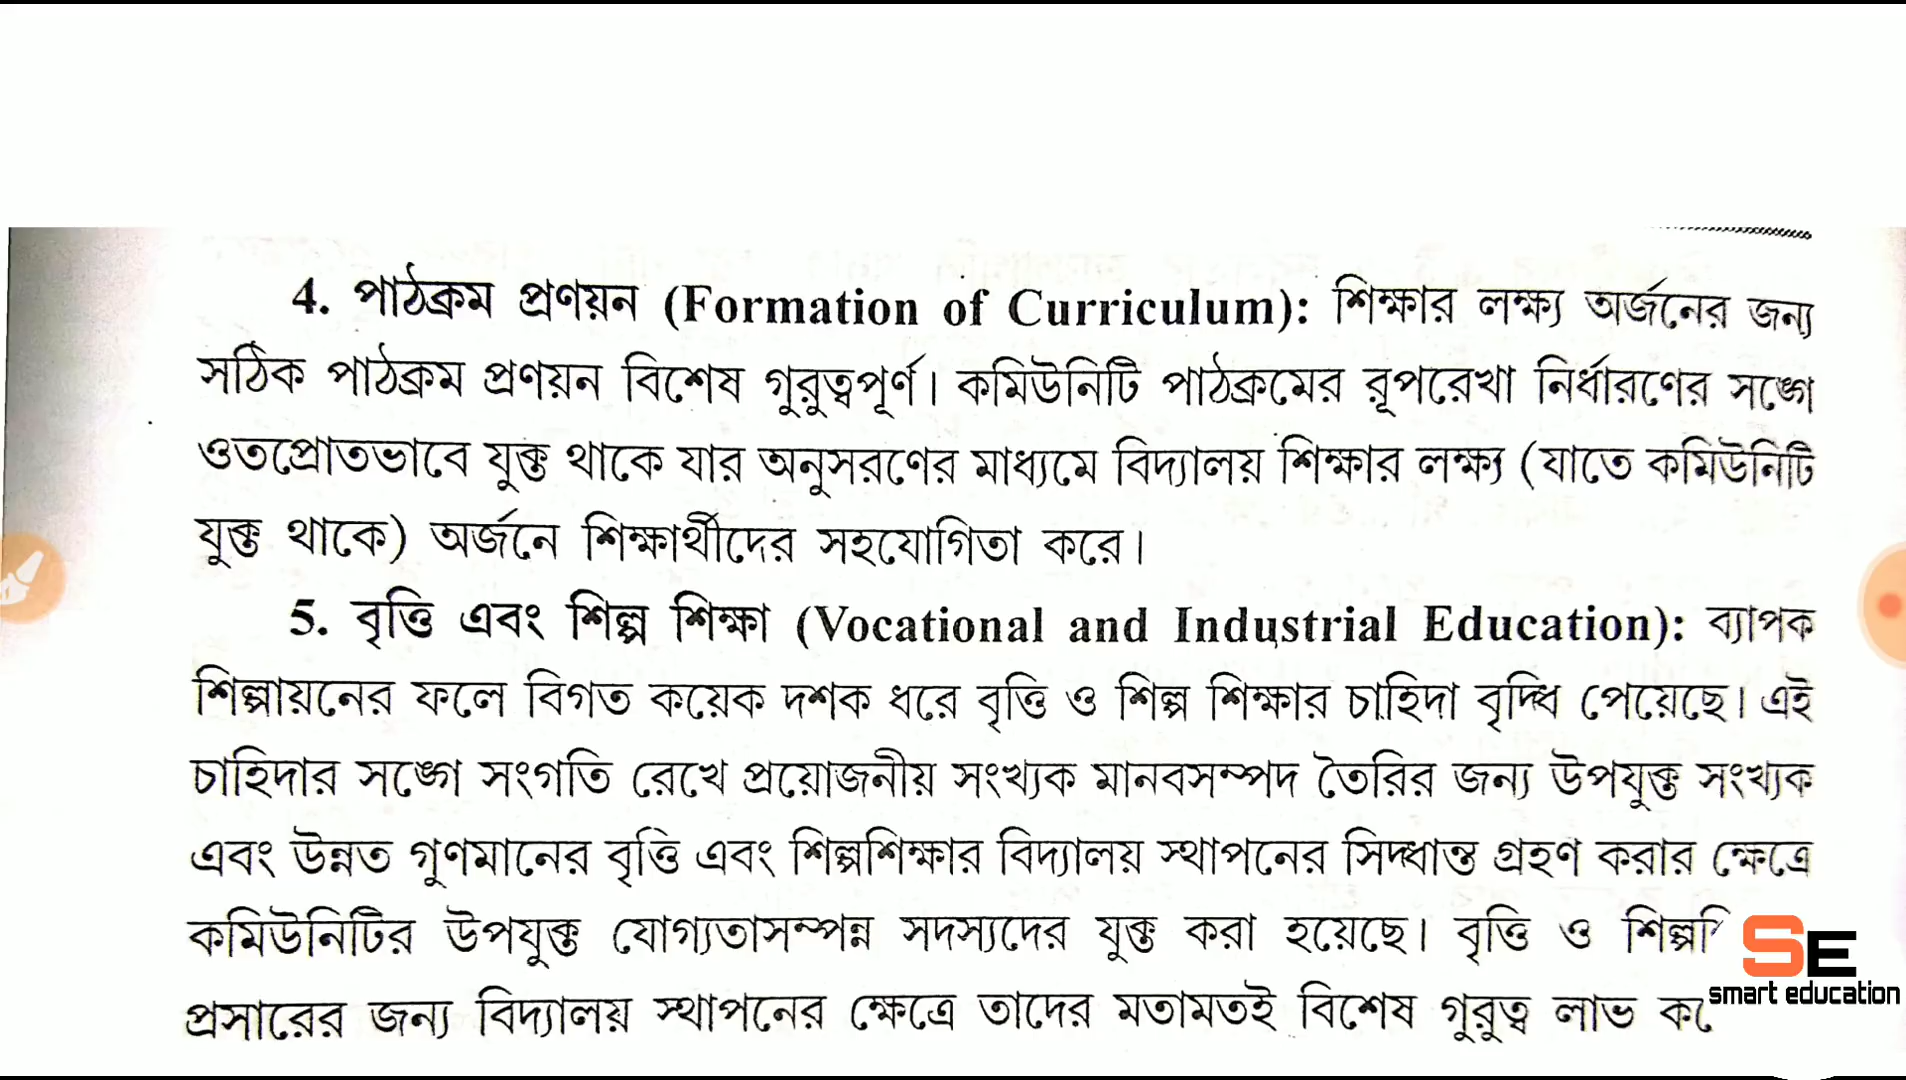 4. পাঠক্রম প্রণয়ন (Formation of Curriculum): শিক্ষার লক্ষ্য অর্জনের জন্য
সঠিক পাঠক্রম প্রণয়ন বিশেষ গুরুত্বপূর্ণ। কমিউনিটি পাঠক্রমের রূপরেখা নির্ধারণের সঙ্গে
ওতপ্রোতভাবে যুক্ত থাকে যার অনুসরণের মাধ্যমে বিদ্যালয় শিক্ষার লক্ষ্য (যাতে কমিউনিটি
যুক্ত থাকে) অর্জনে শিক্ষার্থীদের সহযোগিতা করে।
5. বৃত্তি এবং শিল্প শিক্ষা (Vocational and Industrial Education): ব্যাপক
শিল্পায়নের ফলে বিগত কয়েক দশক ধরে বৃত্তি ও শিল্প শিক্ষার চাহিদা বৃদ্ধি পেয়েছে। এই
চাহিদার সঙ্গে সংগতি রেখে প্রয়োজনীয় সংখ্যক মানবসম্পদ তৈরির জন্য উপযুক্ত সংখ্যক
এবং উন্নত গুণমানের বৃত্তি এবং শিল্পশিক্ষার বিদ্যালয় স্থাপনের সিদ্ধান্ত গ্রহণ করার ক্ষেত্রে
কমিউনিটির উপযুক্ত যোগ্যতাসম্পন্ন সদস্যদের যুক্ত করা হয়েছে। বৃত্তি ও
প্রসারের জন্য বিদ্যালয় স্থাপনের ক্ষেত্রে তাদের মতামতই বিশেষ গুরুত্ব লাভ
SE
smart education